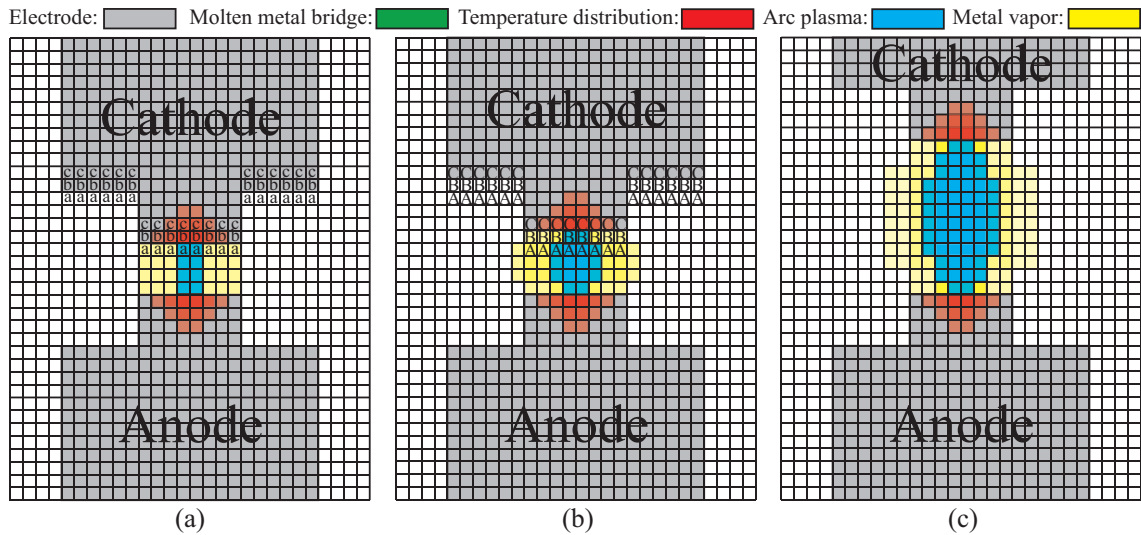 Electrode: Molten metal bridge: Temperature distribution: Arc plasma: Metal vapor:
Cathode Cathode Cathode
c c c c c c c c c c c c C C C C C C C C C C C C
b b b b b b b b b b b b B B B B B B B B B B B B
a a a a a a a a a a a a A A A A A A A A A A A A
c c c c c c c c C C C C C C C C
b b b b b b b b B B B B B B B B
a a a a a a a a A A A A A A A A
Anode Anode Anode
(a) (b) (c)